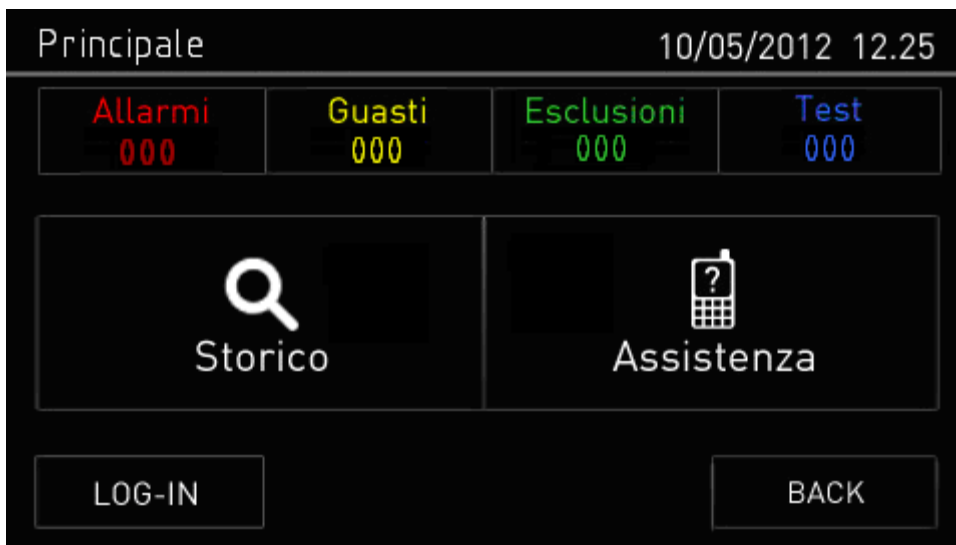 Principale 10/05/2012 12.25
Allarmi Guasti Esclusioni Test
000 000 000 000
?
Storico Assistenza
LOG-IN BACK